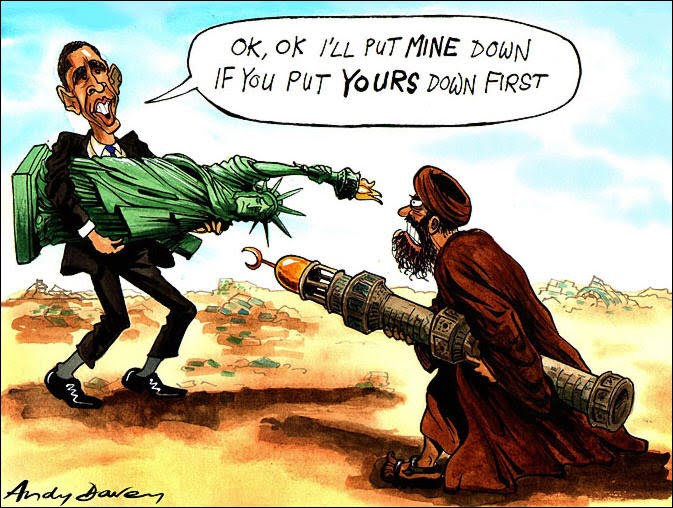 OK, OK I'LL PUT MINE DOWN
IF YOU PUT YOURS DOWN FIRST
Andy Davey